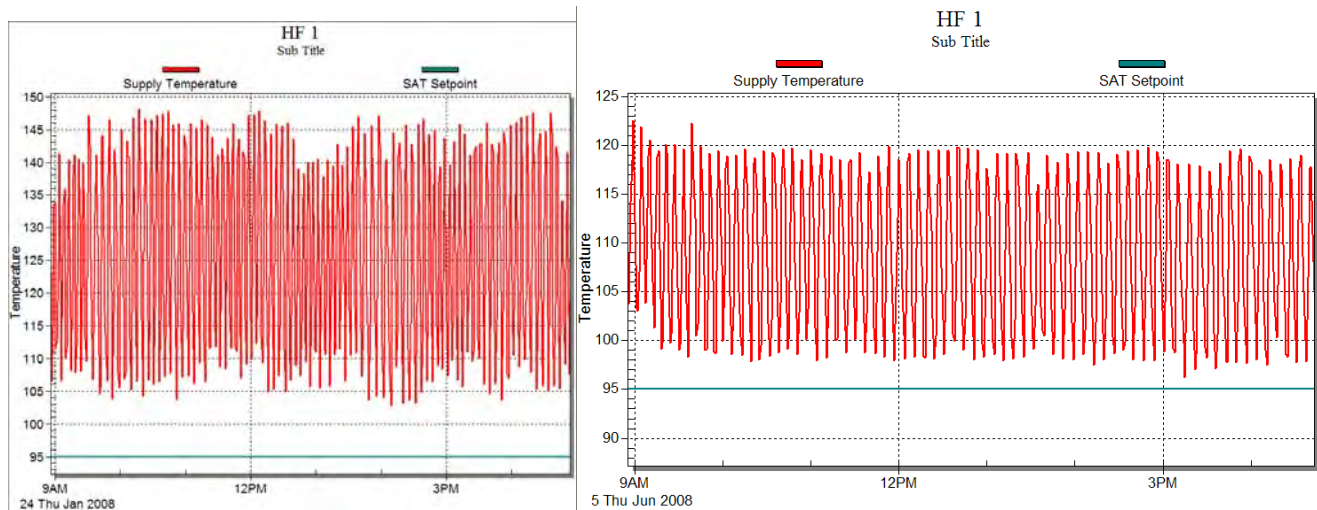 HF 1
Sub Title
Supply Temperature SAT Setpoint
150
145
140
135
130
125
120
115
110
105
100
95
Temperature
9AM 12PM 3PM
24 Thu Jan 2008
HF 1
Sub Title
Supply Temperature SAT Setpoint
125
120
115
110
105
100
95
90
Temperature
9AM 12PM 3PM
5 Thu Jun 2008